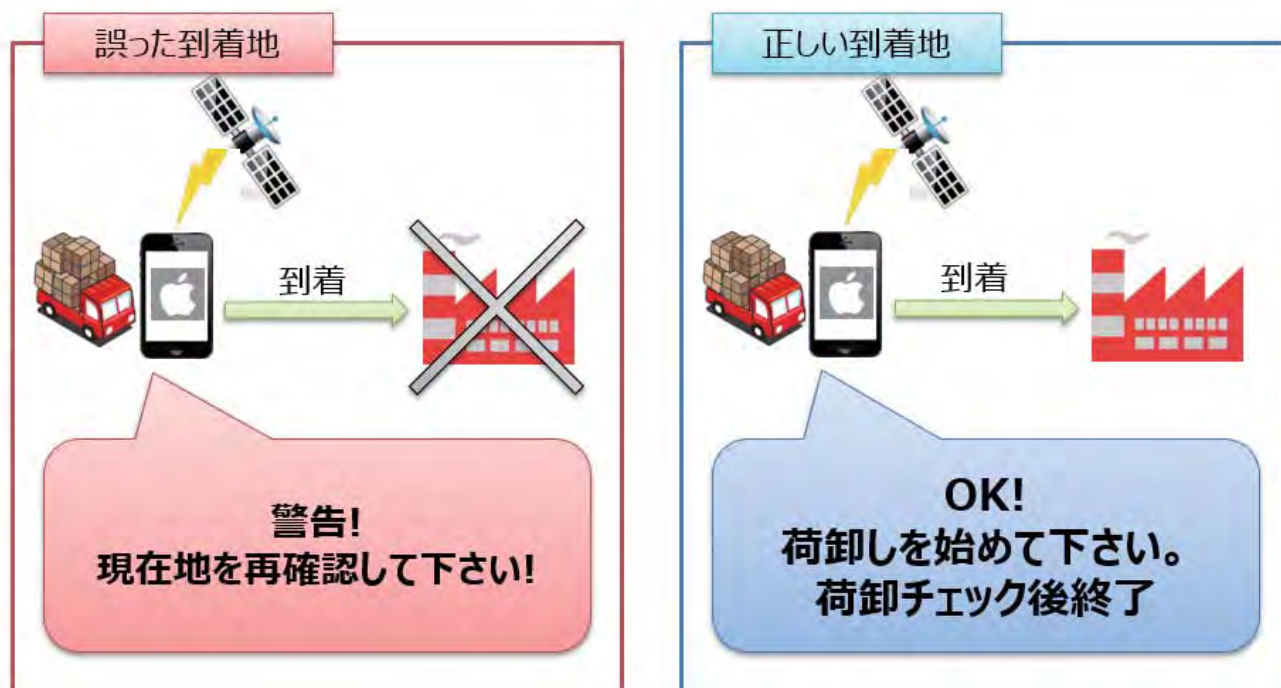 誤った到着地
到着
警告!
現在地を再確認して下さい!
正しい到着地
到着
OK!
荷卸しを始めて下さい。
荷卸チェック後終了